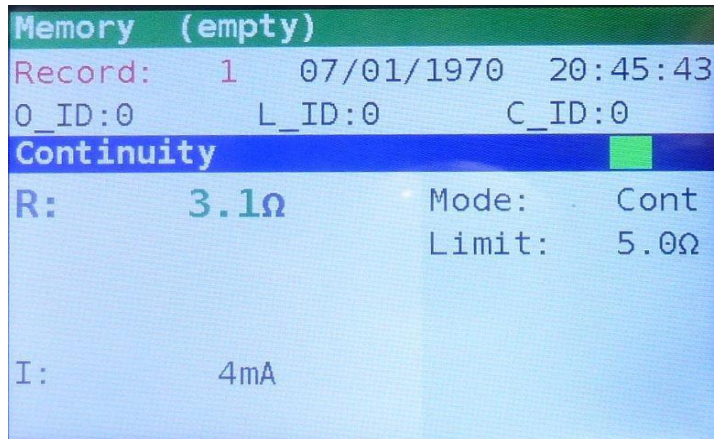 Memory (empty)
Record: 1 07/01/1970 20:45:43
O_ID:0 L_ID:0 C_ID:0
Continuity
R: 3.1Ω Mode: Cont
Limit: 5.0Ω
I: 4mA